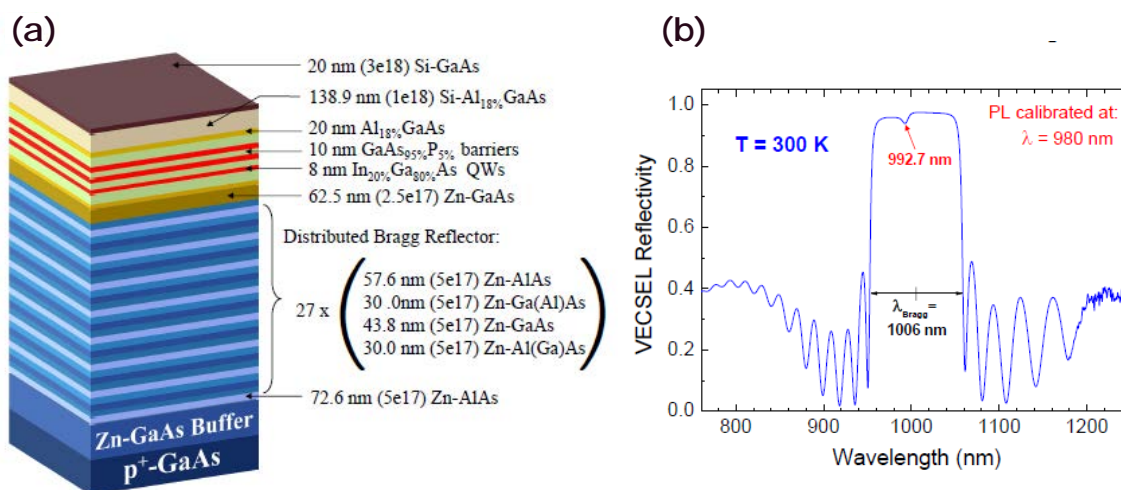 (a)
20 nm (3e18) Si-GaAs
138.9 nm (1e18) Si-Al18%GaAs
20 nm Al18%GaAs
10 nm GaAs95%P5% barriers
8 nm In20%Ga80%As QWs
62.5 nm (2.5e17) Zn-GaAs
Distributed Bragg Reflector:
27 x
57.6 nm (5e17) Zn-AlAs
30 .0nm (5e17) Zn-Ga(Al)As
43.8 nm (5e17) Zn-GaAs
30.0 nm (5e17) Zn-Al(Ga)As
72.6 nm (5e17) Zn-AlAs
Zn-GaAs Buffer
p+-GaAs
(b)
VECSEL Reflectivity
1.0
0.8
0.6
0.4
0.2
0.0
T = 300 K
PL calibrated at:
λ = 980 nm
992.7 nm
λBragg =
1006 nm
800 900 1000 1100 1200
Wavelength (nm)